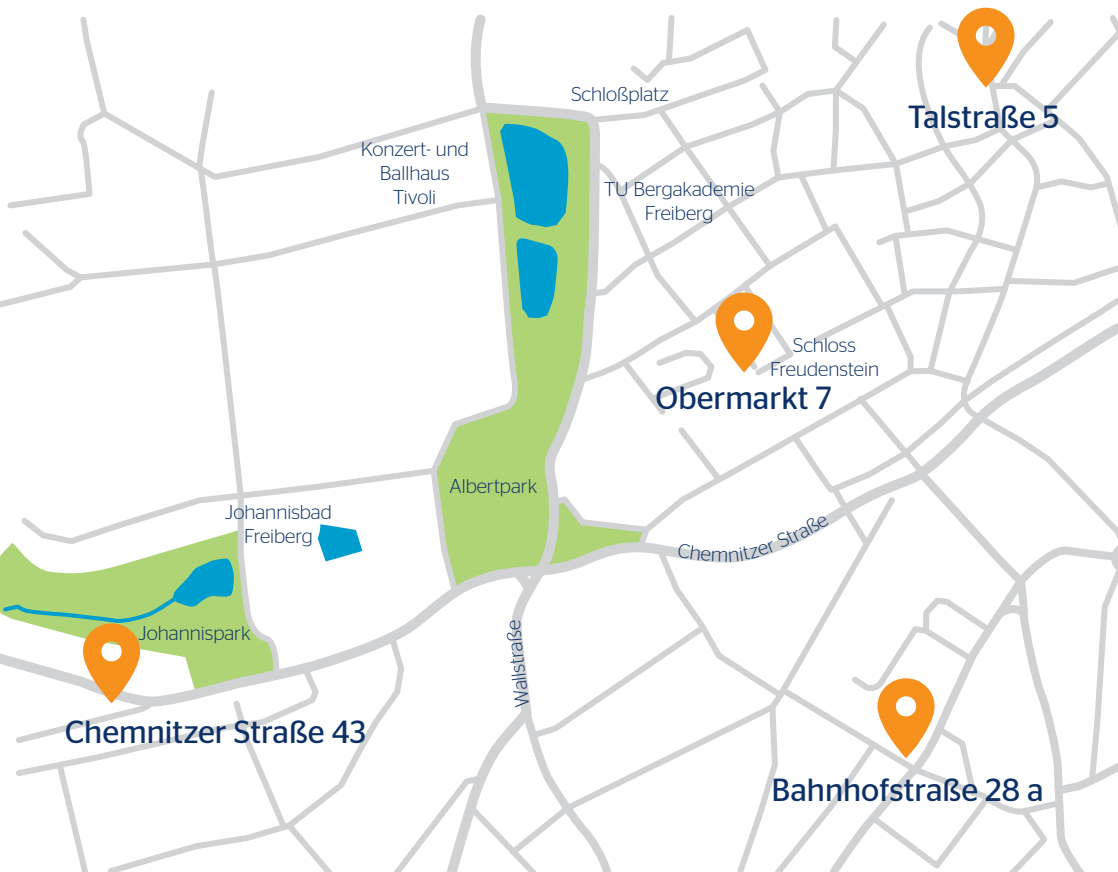 Schloßplatz
Talstraße 5
Konzert- und
Ballhaus
Tivoli
TU Bergakademie
Freiberg
Schloss
Freudenstein
Obermarkt 7
Albertpark
Johannisbad
Freiberg
Chemnitzer Straße
Johannispark
Wallstraße
Chemnitzer Straße 43
Bahnhofstraße 28 a